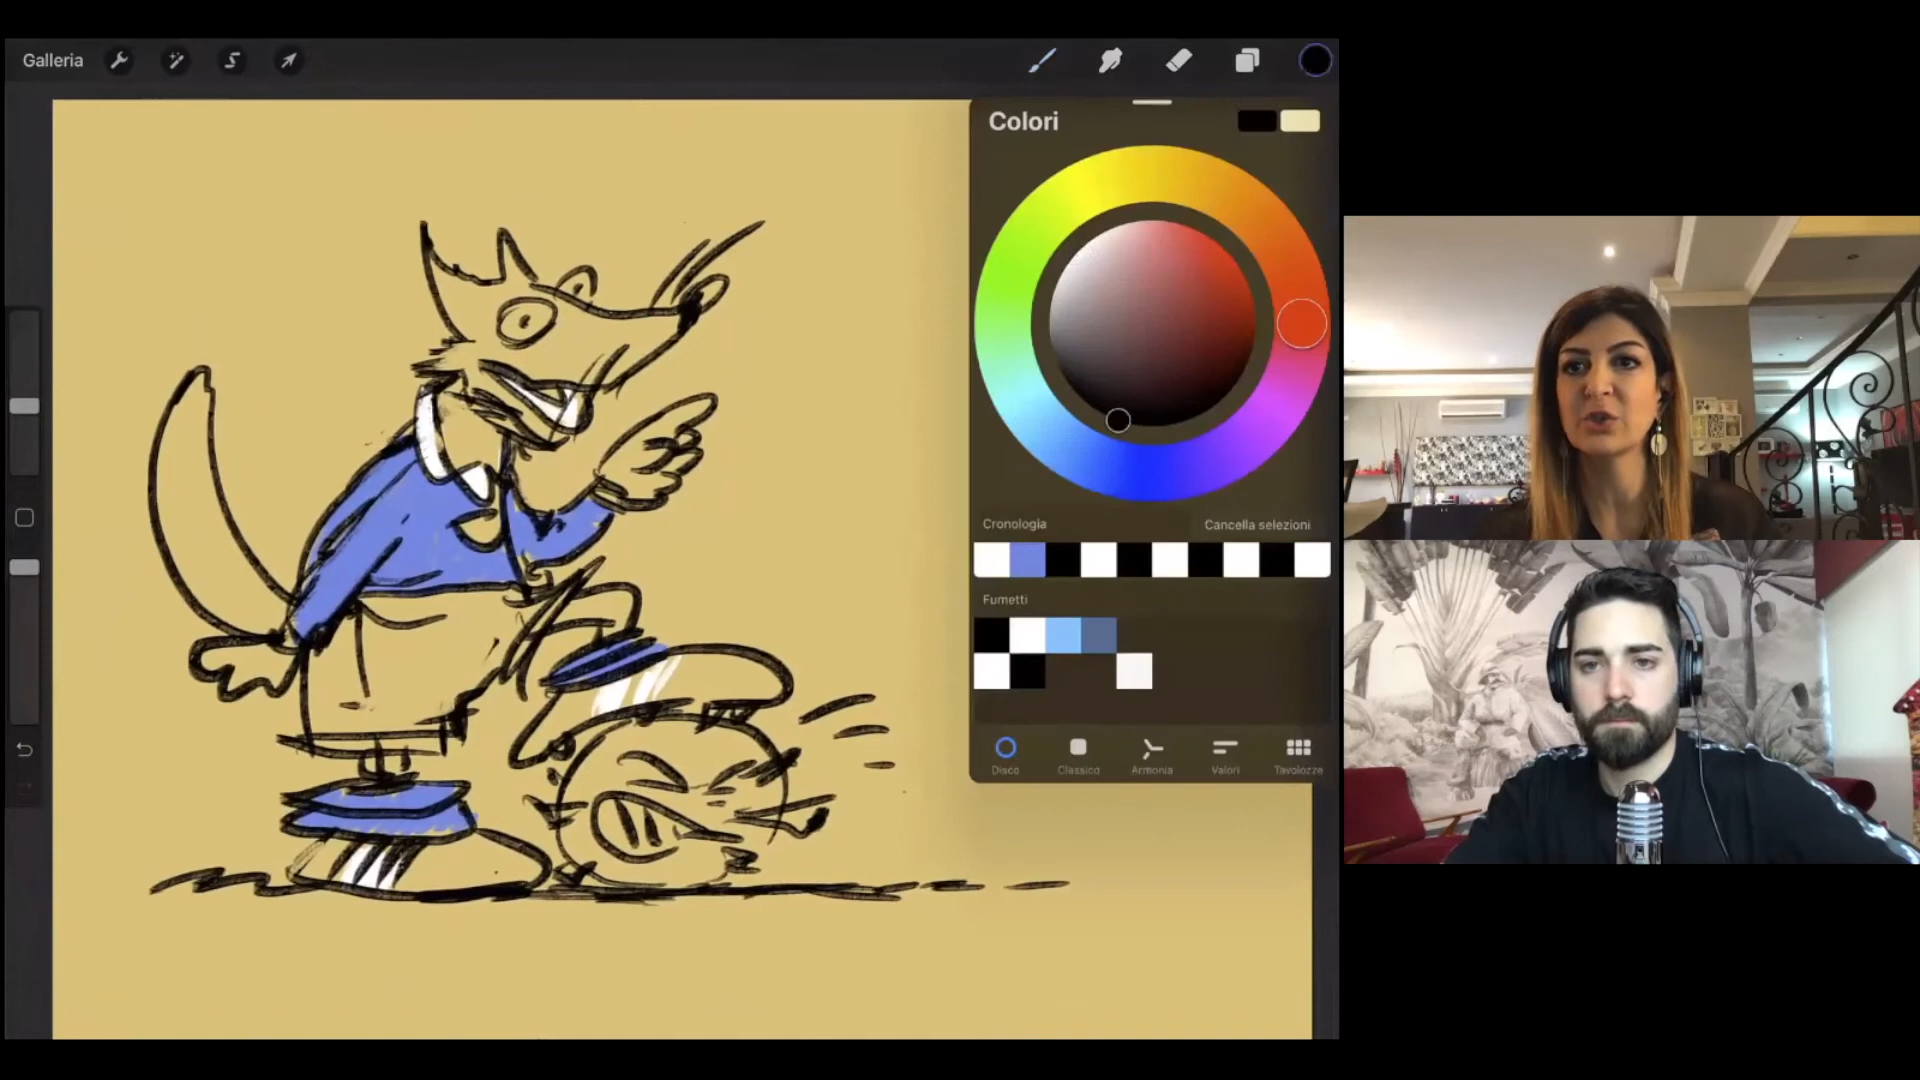 Galleria
Colori
Cronologia
Cancella selezioni
Fumetti
Disco
Classico
Armonia
Valori
Tavolozze